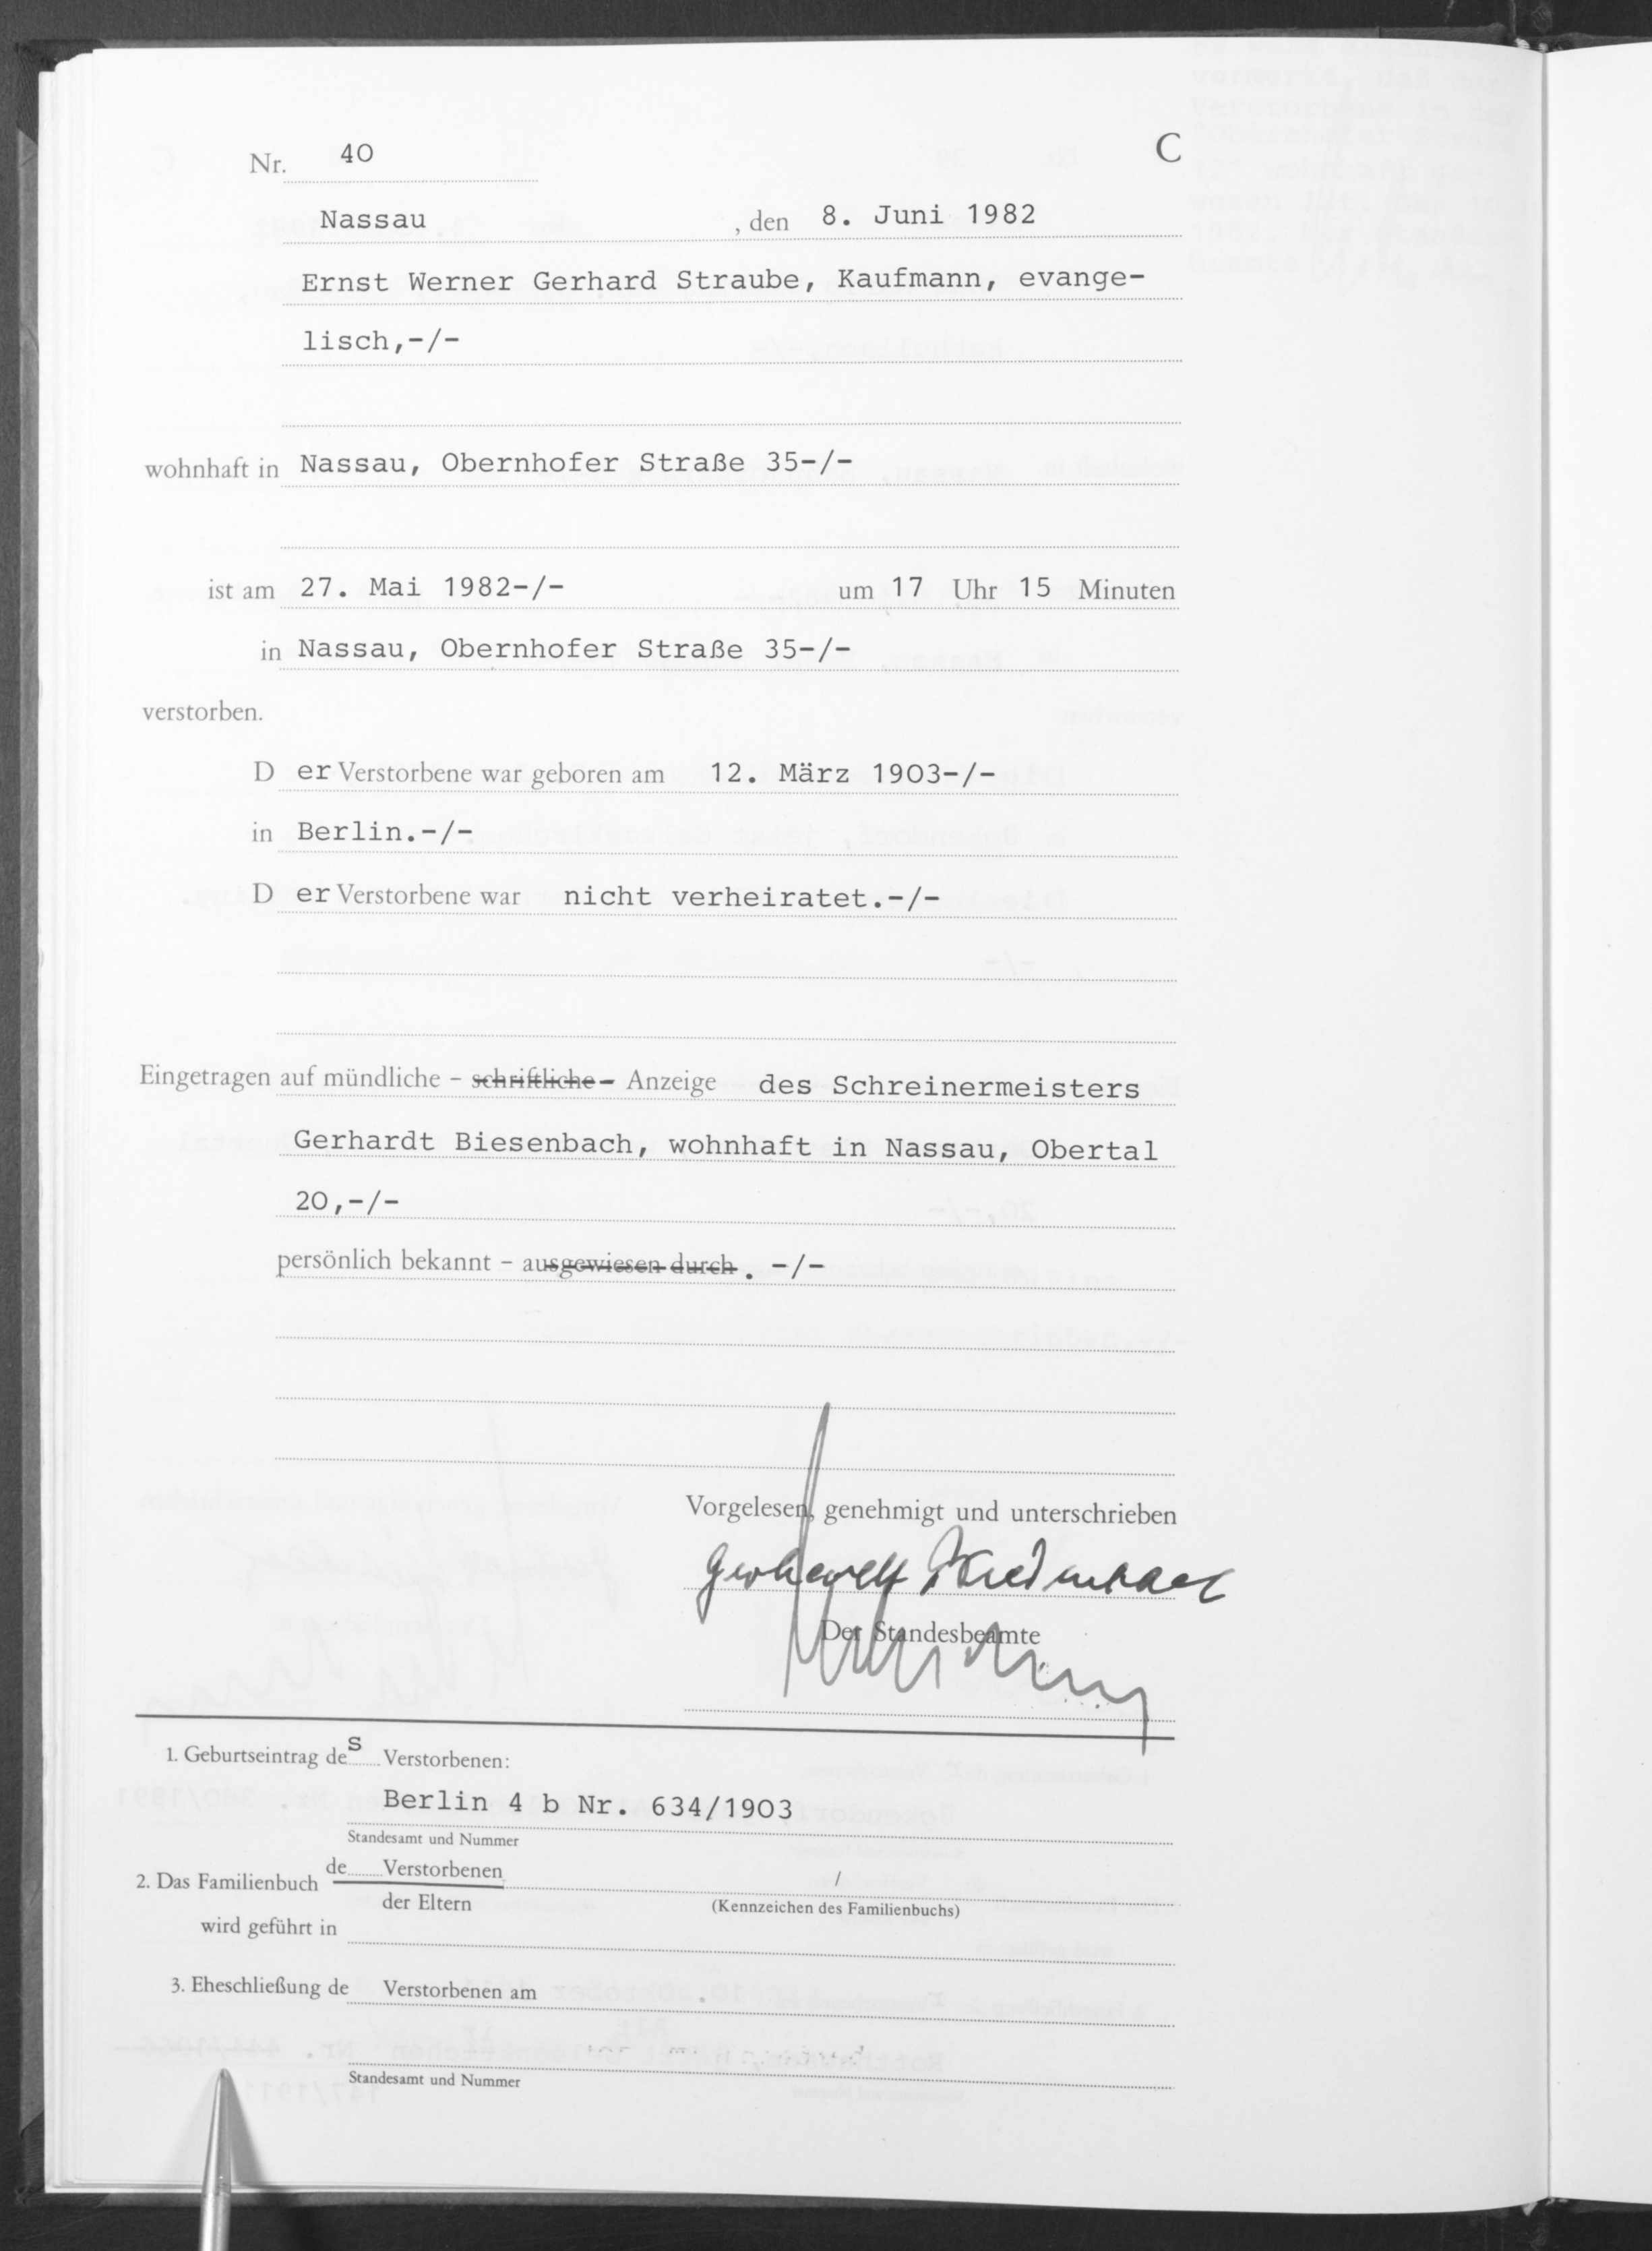 Nr. 40 C
Nassau , den 8. Juni 1982
Ernst Werner Gerhard Straube, Kaufmann, evange-
lisch,-/-
wohnhaft in Nassau, Obernhofer Straße 35-/-
ist am 27. Mai 1982-/- um 17 Uhr 15 Minuten
in Nassau, Obernhofer Straße 35-/-
verstorben.
D er Verstorbene war geboren am 12. März 1903-/-
in Berlin.-/-
D er Verstorbene war nicht verheiratet.-/-
Eingetragen auf mündliche - schriftliche - Anzeige des Schreinermeisters
Gerhardt Biesenbach, wohnhaft in Nassau, Obertal
20,-/-
persönlich bekannt - ausgewiesen durch . -/-
Vorgelesen, genehmigt und unterschrieben
Gerhardt Biesenbach
Der Standesbeamte
1. Geburtseintrag des Verstorbenen:
Berlin 4 b Nr. 634/1903
Standesamt und Nummer
2. Das Familienbuch de Verstorbenen /
der Eltern (Kennzeichen des Familienbuchs)
wird geführt in
3. Eheschließung de Verstorbenen am
Standesamt und Nummer